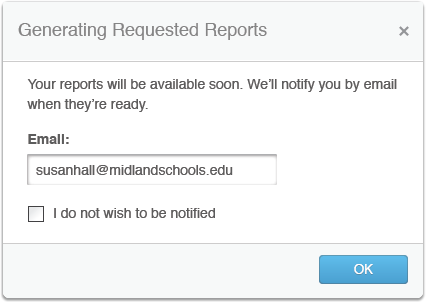 Generating Requested Reports
×
Your reports will be available soon. We’ll notify you by email
when they’re ready.
Email:
susanhall@midlandschools.edu
I do not wish to be notified
OK